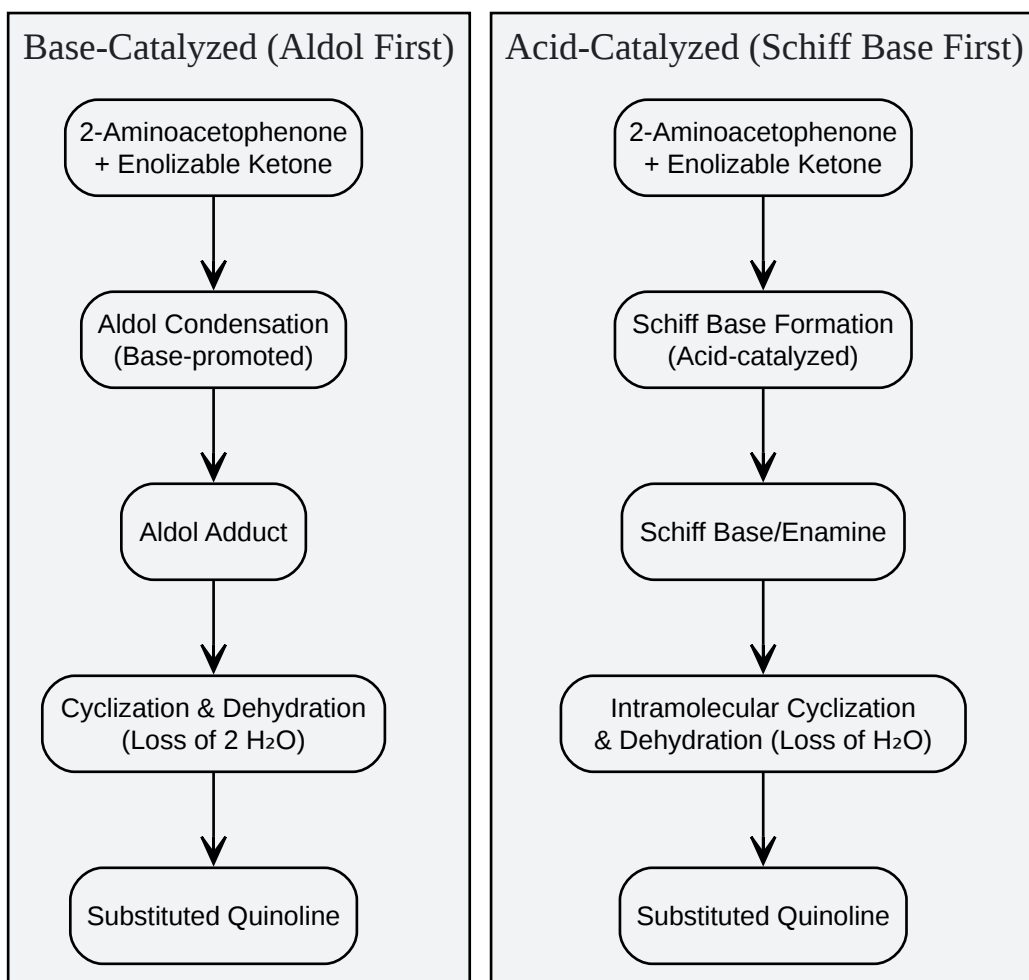 Base-Catalyzed (Aldol First)
2-Aminoacetophenone
+ Enolizable Ketone
Aldol Condensation
(Base-promoted)
Aldol Adduct
Cyclization & Dehydration
(Loss of 2 H₂O)
Substituted Quinoline
Acid-Catalyzed (Schiff Base First)
2-Aminoacetophenone
+ Enolizable Ketone
Schiff Base Formation
(Acid-catalyzed)
Schiff Base/Enamine
Intramolecular Cyclization
& Dehydration (Loss of H₂O)
Substituted Quinoline